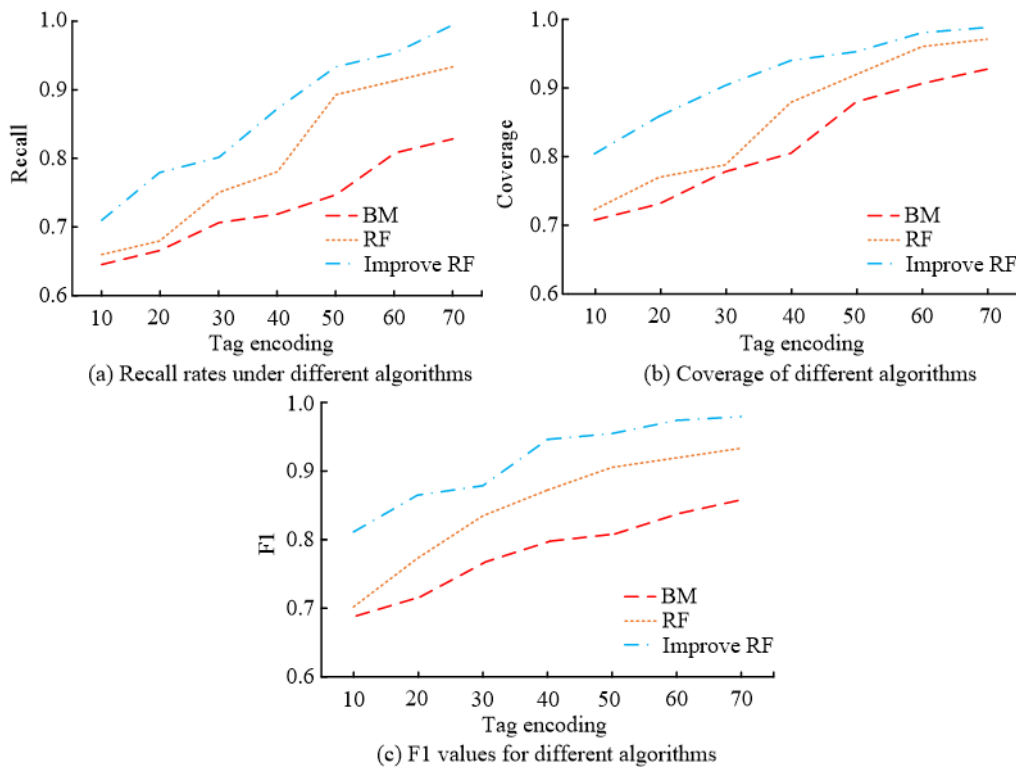 1.0
0.9
0.8
0.7
0.6
Recall
BM
RF
Improve RF
10 20 30 40 50 60 70
Tag encoding
(a) Recall rates under different algorithms
1.0
0.9
0.8
0.7
0.6
Coverage
BM
RF
Improve RF
10 20 30 40 50 60 70
Tag encoding
(b) Coverage of different algorithms
1.0
0.9
0.8
0.7
0.6
F1
BM
RF
Improve RF
10 20 30 40 50 60 70
Tag encoding
(c) F1 values for different algorithms